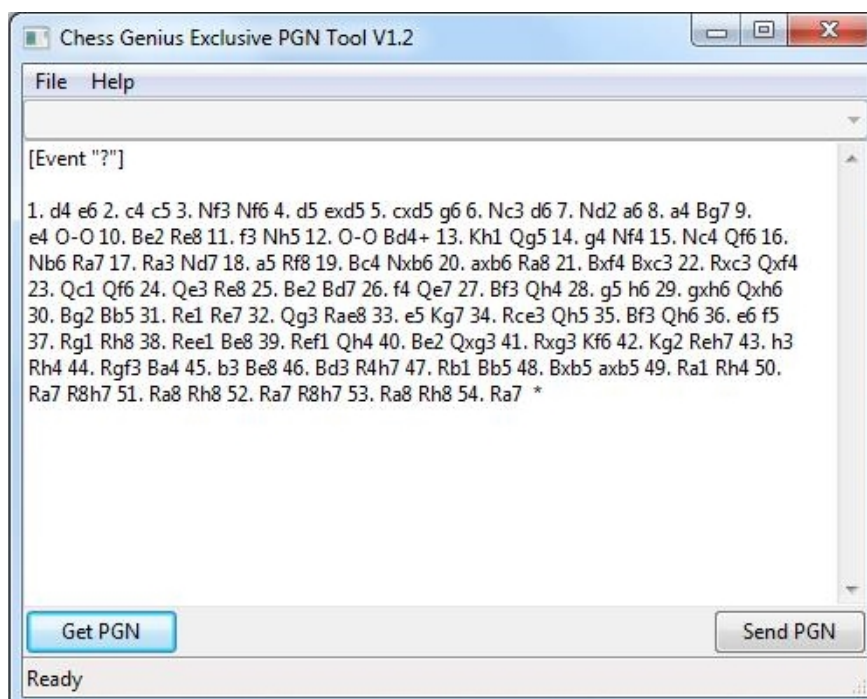 Chess Genius Exclusive PGN Tool V1.2
File Help
[Event "?"]
1. d4 e6 2. c4 c5 3. Nf3 Nf6 4. d5 exd5 5. cxd5 g6 6. Nc3 d6 7. Nd2 a6 8. a4 Bg7 9.
e4 O-O 10. Be2 Re8 11. f3 Nh5 12. O-O Bd4+ 13. Kh1 Qg5 14. g4 Nf4 15. Nc4 Qf6 16.
Nb6 Ra7 17. Ra3 Nd7 18. a5 Rf8 19. Bc4 Nxb6 20. axb6 Ra8 21. Bxf4 Bxc3 22. Rxc3 Qxf4
23. Qc1 Qf6 24. Qe3 Re8 25. Be2 Bd7 26. f4 Qe7 27. Bf3 Qh4 28. g5 h6 29. gxh6 Qxh6
30. Bg2 Bb5 31. Re1 Re7 32. Qg3 Rae8 33. e5 Kg7 34. Rce3 Qh5 35. Bf3 Qh6 36. e6 f5
37. Rg1 Rh8 38. Ree1 Be8 39. Ref1 Qh4 40. Be2 Qxg3 41. Rxg3 Kf6 42. Kg2 Reh7 43. h3
Rh4 44. Rgf3 Ba4 45. b3 Be8 46. Bd3 R4h7 47. Rb1 Bb5 48. Bxb5 axb5 49. Ra1 Rh4 50.
Ra7 R8h7 51. Ra8 Rh8 52. Ra7 R8h7 53. Ra8 Rh8 54. Ra7 *
Get PGN Send PGN
Ready